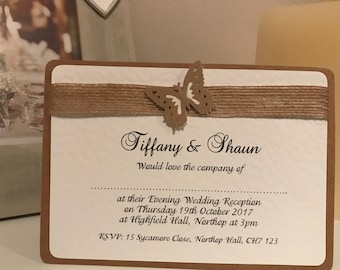 Tiffany & Shaun
Would love the company of
at their Evening Wedding Reception
on Thursday 19th October 2017
at Highfield Hall, Northop at 3pm
RSVP: 15 Sycamore Close, Northop Hall, CH7 123